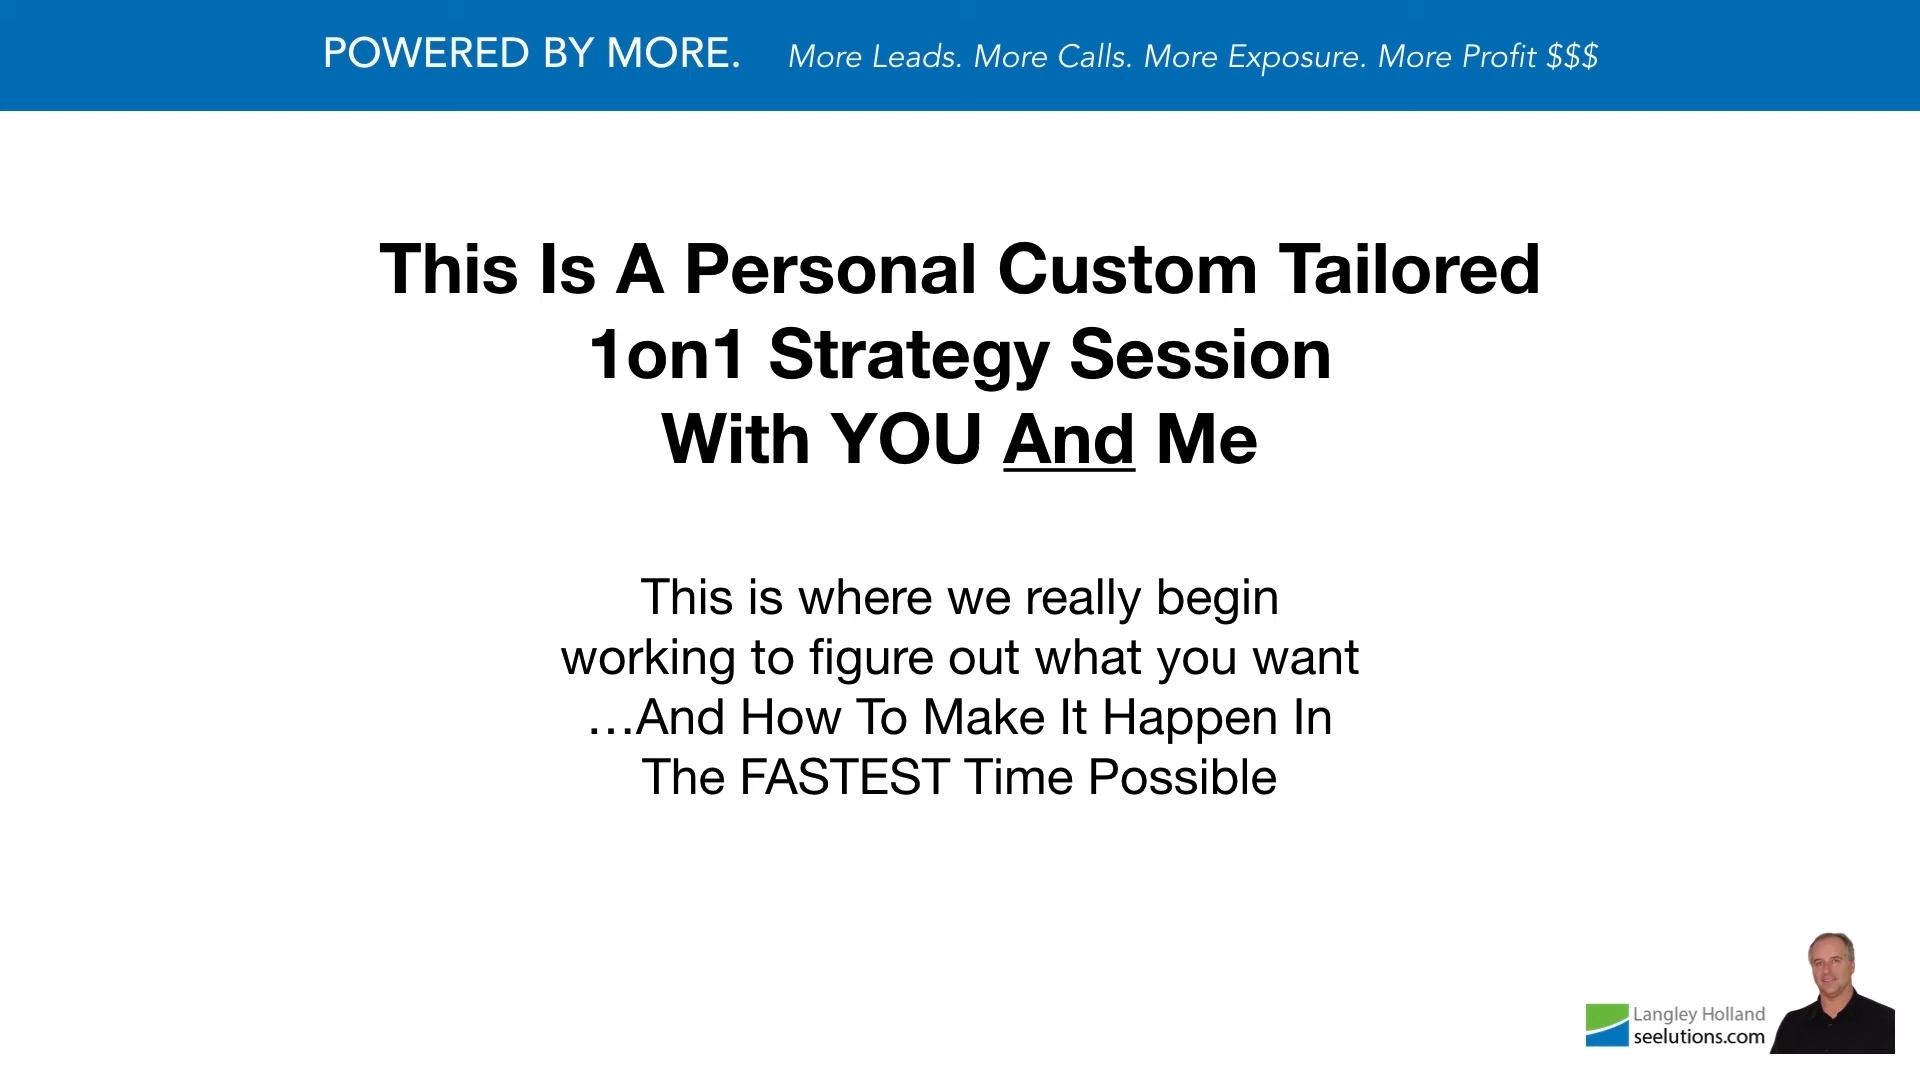 POWERED BY MORE. More Leads. More Calls. More Exposure. More Profit $$$
This Is A Personal Custom Tailored
1on1 Strategy Session
With YOU And Me
This is where we really begin
working to figure out what you want
…And How To Make It Happen In
The FASTEST Time Possible
Langley Holland
seelutions.com